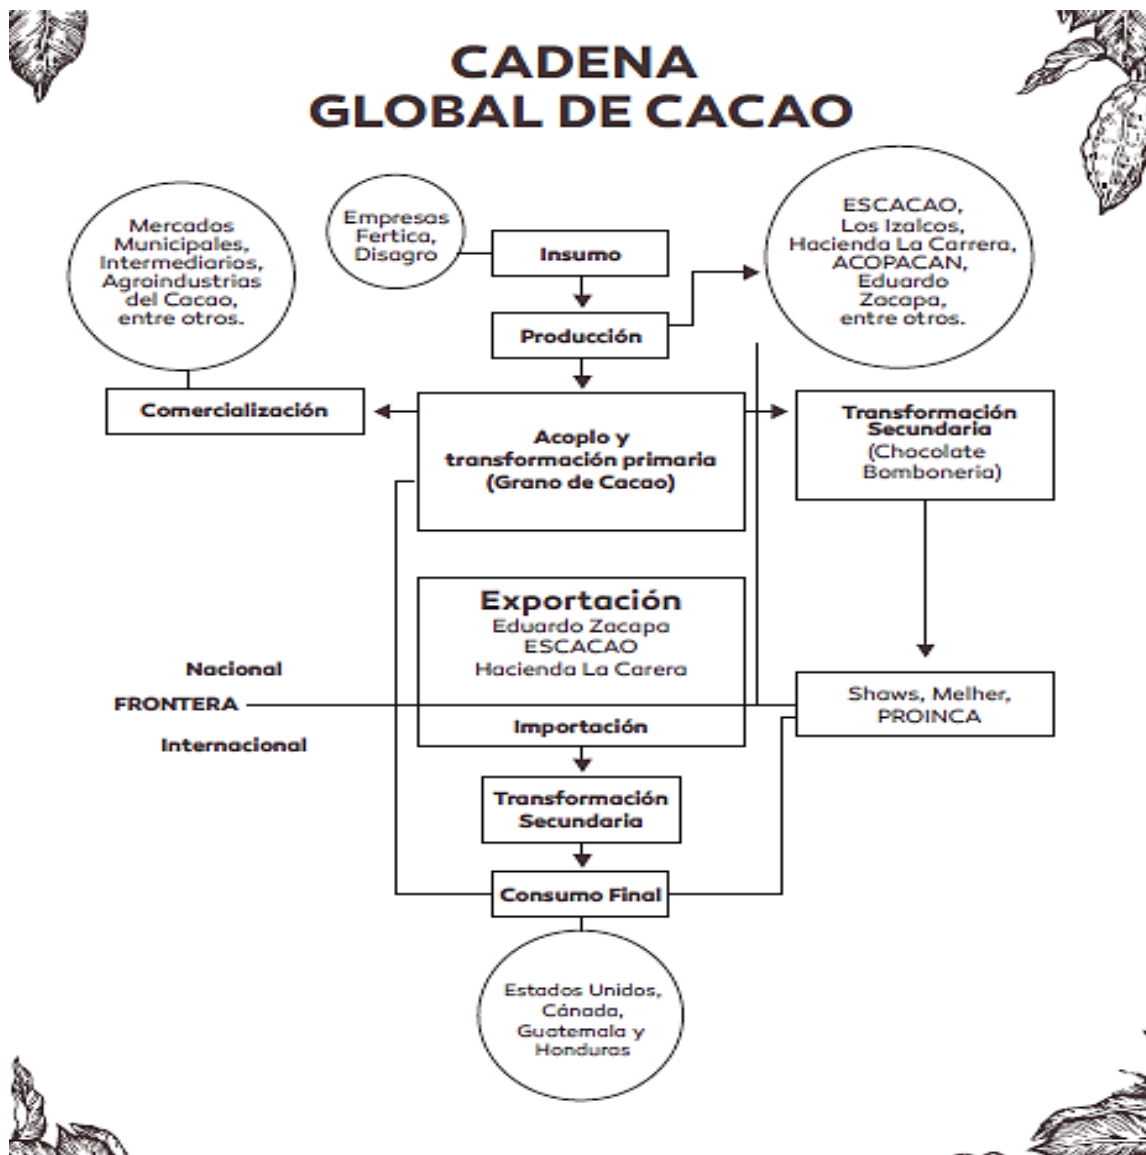 CADENA
GLOBAL DE CACAO
Mercados
Municipales,
Intermediarios,
Agroindustrias
del Cacao,
entre otros.
Empresas
Fertica,
Disagro
Insumo
ESCACAO,
Los Izalcos,
Hacienda La Carrera,
ACOPACAN,
Eduardo
Zacapa,
entre otros.
Producción
Comercialización
Acoplo y
transformación primaria
(Grano de Cacao)
Transformación
Secundaria
(Chocolate
Bomboneria)
Exportación
Eduardo Zacapa
ESCACAO
Hacienda La Carera
Nacional
FRONTERA
Internacional
Importación
Shaws, Melher,
PROINCA
Transformación
Secundaria
Consumo Final
Estados Unidos,
Cánada,
Guatemala y
Honduras